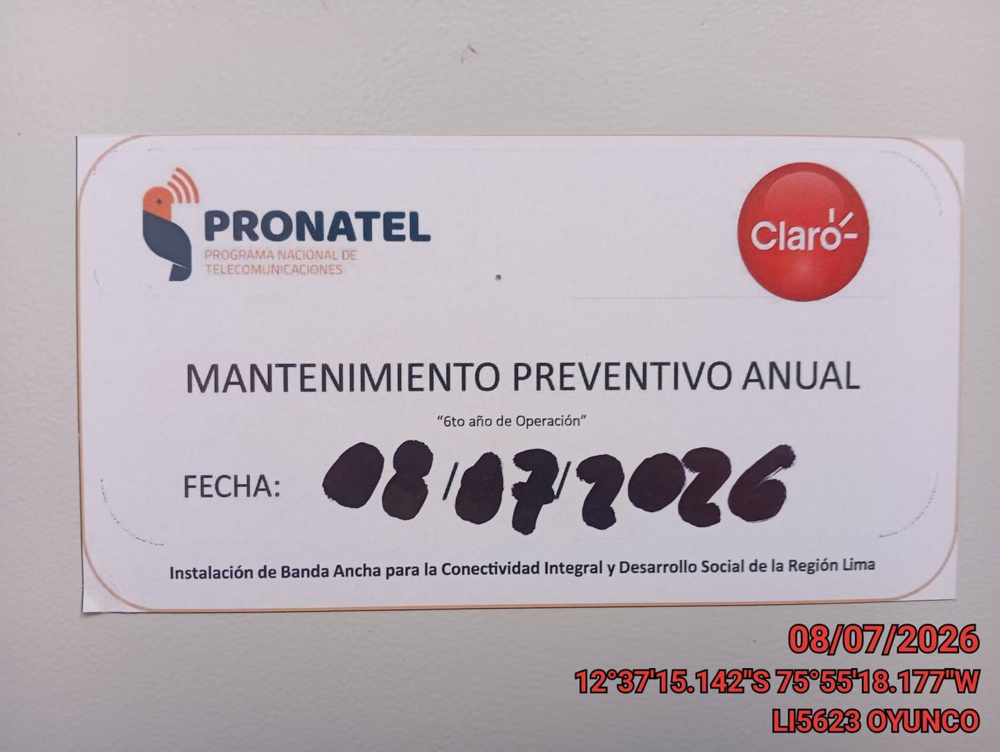 PRONATEL
PROGRAMA NACIONAL DE
TELECOMUNICACIONES
Claro
MANTENIMIENTO PREVENTIVO ANUAL
“6to año de Operación”
FECHA: 08/07/2026
Instalación de Banda Ancha para la Conectividad Integral y Desarrollo Social de la Región Lima
08/07/2026
12°37'15.142"S 75°55'18.177"W
LI5623 OYUNCO